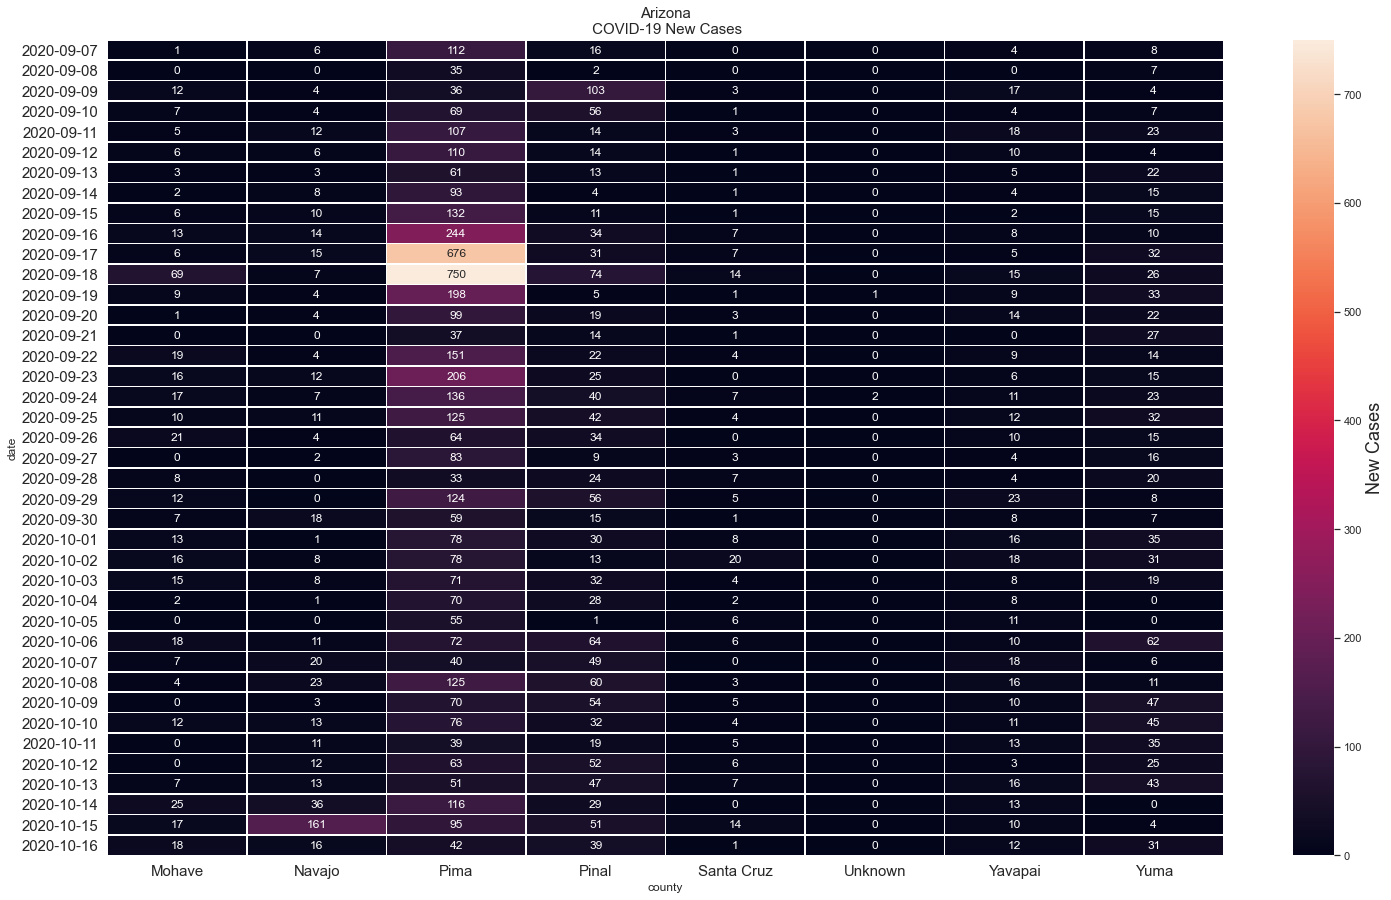 Arizona
COVID-19 New Cases
2020-09-07 1 6 112 16 0 0 4 8
2020-09-08 0 0 35 2 0 0 0 7
2020-09-09 12 4 36 103 3 0 17 4
2020-09-10 7 4 69 56 1 0 4 7
2020-09-11 5 12 107 14 3 0 18 23
2020-09-12 6 6 110 14 1 0 10 4
2020-09-13 3 3 61 13 1 0 5 22
2020-09-14 2 8 93 4 1 0 4 15
2020-09-15 6 10 132 11 1 0 2 15
2020-09-16 13 14 244 34 7 0 8 10
2020-09-17 6 15 676 31 7 0 5 32
2020-09-18 69 7 750 74 14 0 15 26
2020-09-19 9 4 198 5 1 1 9 33
2020-09-20 1 4 99 19 3 0 14 22
2020-09-21 0 0 37 14 1 0 0 27
2020-09-22 19 4 151 22 4 0 9 14
2020-09-23 16 12 206 25 0 0 6 15
2020-09-24 17 7 136 40 7 2 11 23
2020-09-25 10 11 125 42 4 0 12 32
2020-09-26 21 4 64 34 0 0 10 15
2020-09-27 0 2 83 9 3 0 4 16
2020-09-28 8 0 33 24 7 0 4 20
2020-09-29 12 0 124 56 5 0 23 8
2020-09-30 7 18 59 15 1 0 8 7
2020-10-01 13 1 78 30 8 0 16 35
2020-10-02 16 8 78 13 20 0 18 31
2020-10-03 15 8 71 32 4 0 8 19
2020-10-04 2 1 70 28 2 0 8 0
2020-10-05 0 0 55 1 6 0 11 0
2020-10-06 18 11 72 64 6 0 10 62
2020-10-07 7 20 40 49 0 0 18 6
2020-10-08 4 23 125 60 3 0 16 11
2020-10-09 0 3 70 54 5 0 10 47
2020-10-10 12 13 76 32 4 0 11 45
2020-10-11 0 11 39 19 5 0 13 35
2020-10-12 0 12 63 52 6 0 3 25
2020-10-13 7 13 51 47 7 0 16 43
2020-10-14 25 36 116 29 0 0 13 0
2020-10-15 17 161 95 51 14 0 10 4
2020-10-16 18 16 42 39 1 0 12 31
Mohave Navajo Pima Pinal Santa Cruz Unknown Yavapai Yuma
county
date
700
600
500
400
300
200
100
0
New Cases